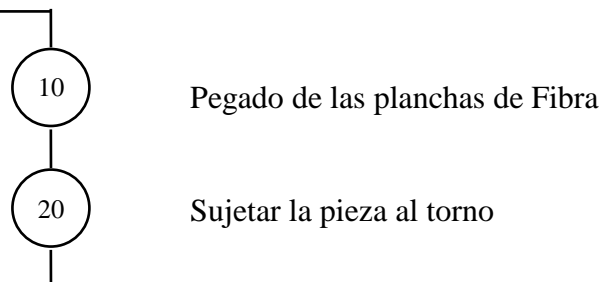 10 Pegado de las planchas de Fibra
20 Sujetar la pieza al torno